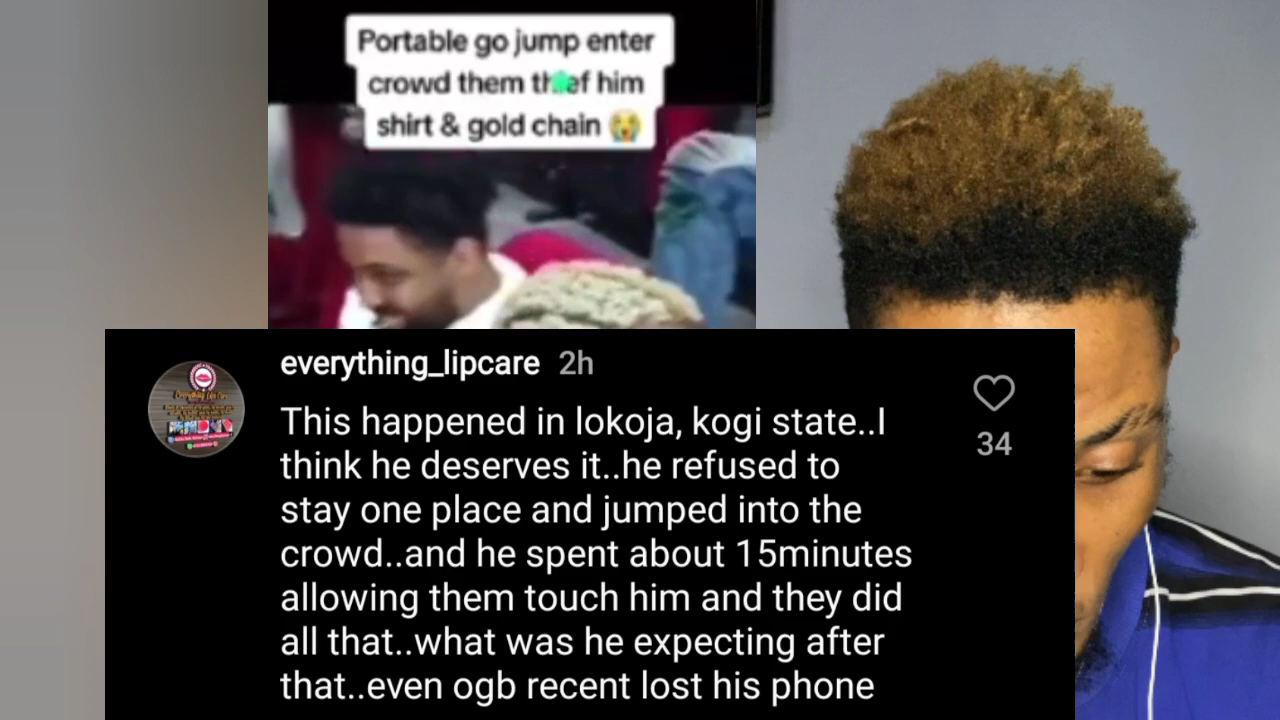 Portable go jump enter
crowd them thief him
shirt & gold chain 😭
everything_lipcare 2h
This happened in lokoja, kogi state..I
think he deserves it..he refused to
stay one place and jumped into the
crowd..and he spent about 15minutes
allowing them touch him and they did
all that..what was he expecting after
that..even ogb recent lost his phone
34